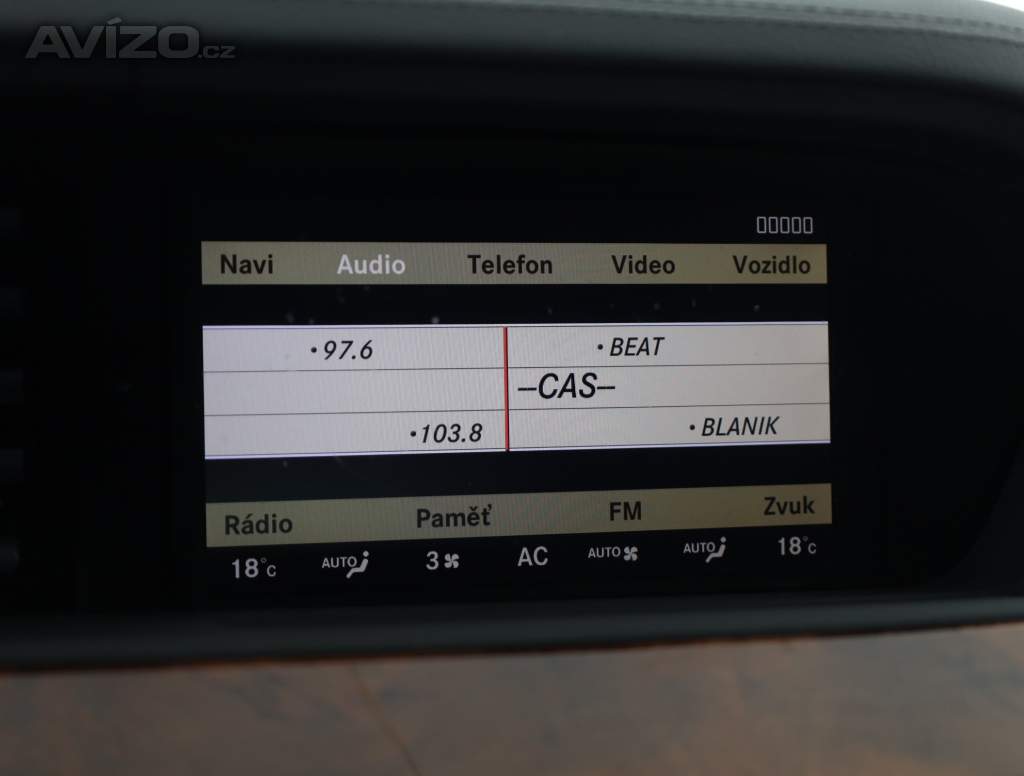 AVÍZO.cz
Navi Audio Telefon Video Vozidlo
•97.6 •BEAT
–CAS–
•103.8 •BLANIK
Rádio Paměť FM Zvuk
18°C AUTO 3 AC AUTO AUTO 18°C